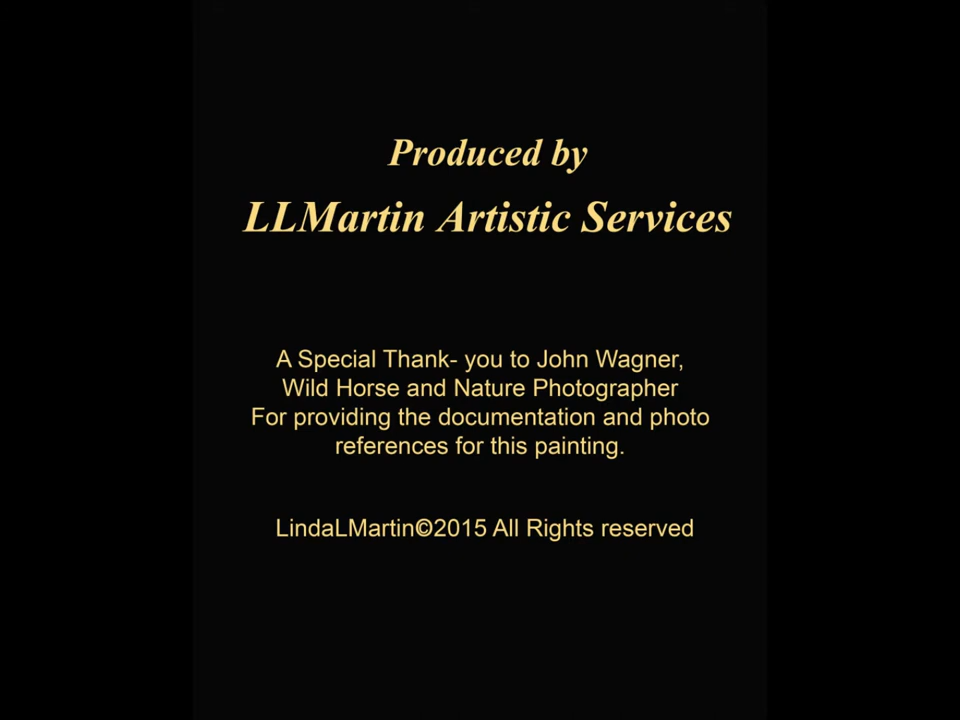 Produced by
LLMartin Artistic Services
A Special Thank- you to John Wagner,
Wild Horse and Nature Photographer
For providing the documentation and photo
references for this painting.
LindaLMartin©2015 All Rights reserved